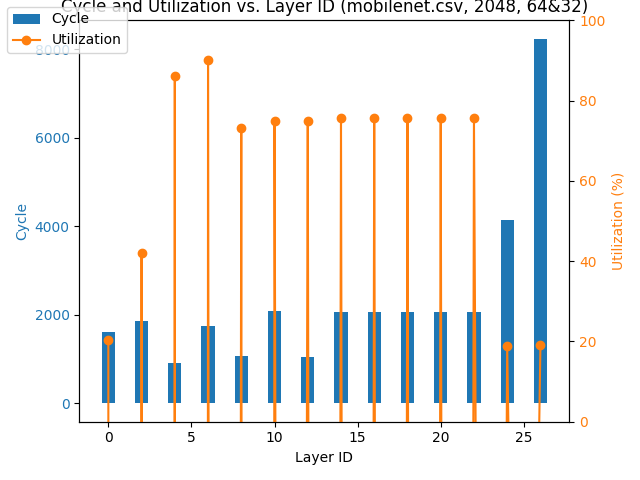 Cycle and Utilization vs. Layer ID (mobilenet.csv, 2048, 64&32)
Cycle
Utilization
8000
6000
4000
2000
0
Cycle
100
80
60
40
20
0
Utilization (%)
0
5
10
15
20
25
Layer ID